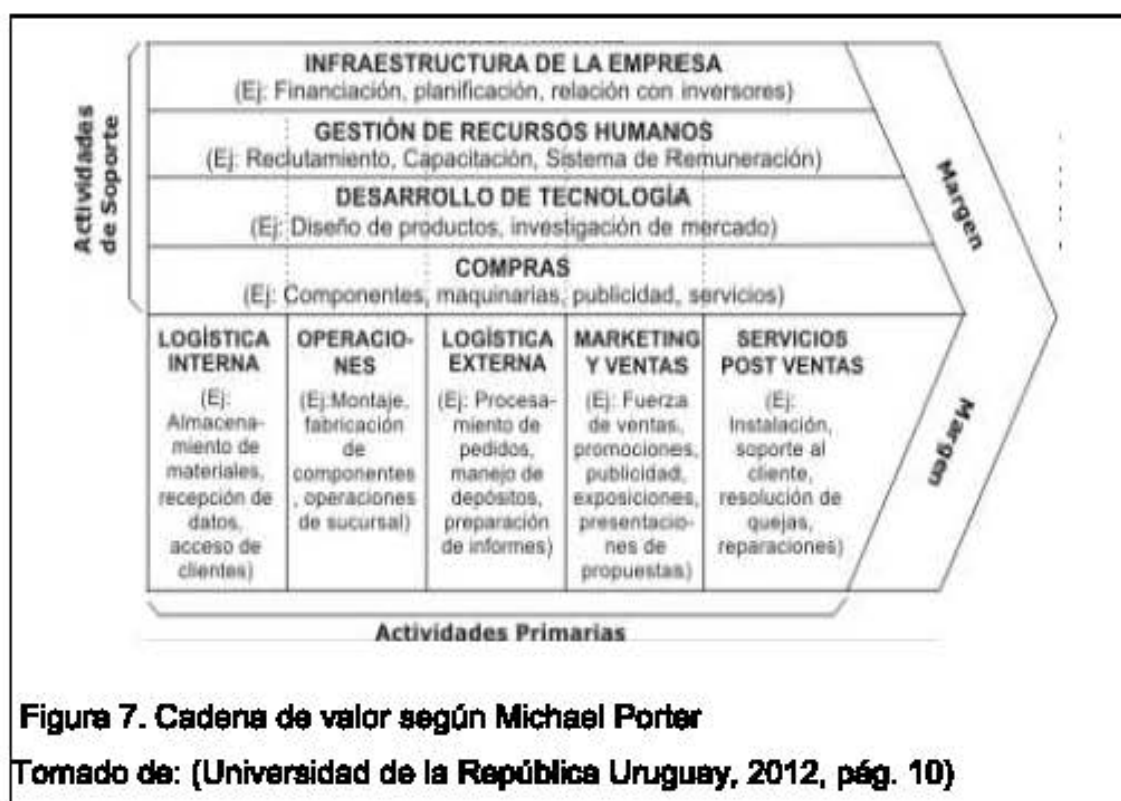 INFRAESTRUCTURA DE LA EMPRESA
(Ej: Financiación, planificación, relación con inversores)
GESTIÓN DE RECURSOS HUMANOS
(Ej: Reclutamiento, Capacitación, Sistema de Remuneración)
DESARROLLO DE TECNOLOGÍA
(Ej: Diseño de productos, investigación de mercado)
COMPRAS
(Ej: Componentes, maquinarias, publicidad, servicios)
Actividades
de Soporte
LOGÍSTICA
INTERNA
(Ej:
Almacena-
miento de
materiales,
recepción de
datos,
acceso de
clientes)
OPERACIO-
NES
(Ej:Montaje,
fabricación
de
componentes
, operaciones
de sucursal)
LOGÍSTICA
EXTERNA
(Ej: Procesa-
miento de
pedidos,
manejo de
depósitos,
preparación
de informes)
MARKETING
Y VENTAS
(Ej: Fuerza
de ventas,
promociones,
publicidad,
exposiciones,
presentacio-
nes de
propuestas)
SERVICIOS
POST VENTAS
(Ej:
Instalación,
soporte al
cliente,
resolución de
quejas,
reparaciones)
Margen
Margen
Actividades Primarias
Figura 7. Cadena de valor según Michael Porter
Tomado de: (Universidad de la República Uruguay, 2012, pág. 10)